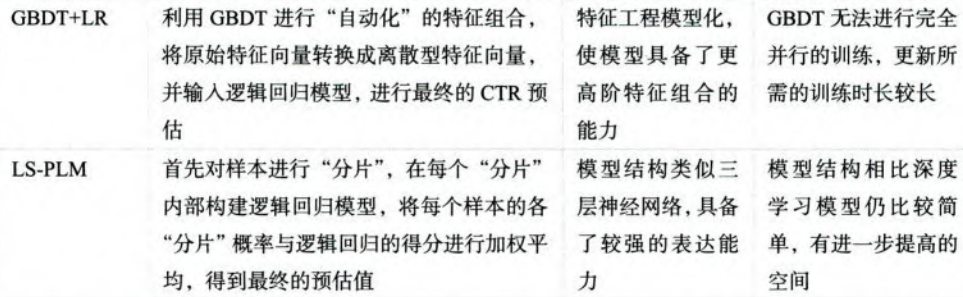 GBDT+LR
利用 GBDT 进行“自动化”的特征组合，
将原始特征向量转换成离散型特征向量，
并输入逻辑回归模型，进行最终的 CTR 预
估
特征工程模型化，
使模型具备了更
高阶特征组合的
能力
GBDT 无法进行完全
并行的训练，更新所
需的训练时长较长
LS-PLM
首先对样本进行“分片”，在每个“分片”
内部构建逻辑回归模型，将每个样本的各
“分片”概率与逻辑回归的得分进行加权平
均，得到最终的预估值
模型结构类似三
层神经网络，具备
了较强的表达能
力
模型结构相比深度
学习模型仍比较简
单，有进一步提高的
空间